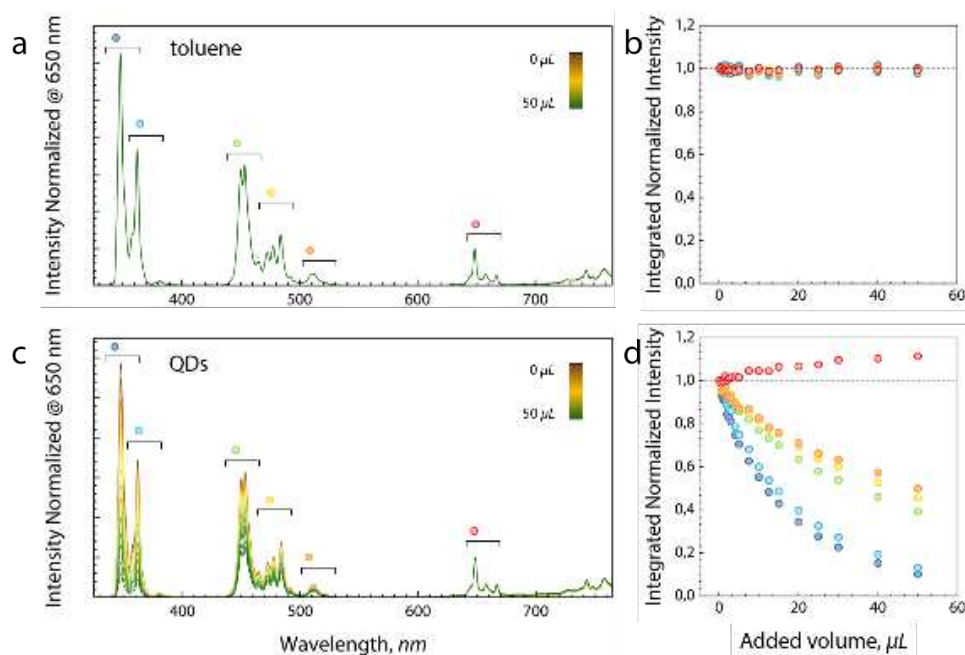 a
toluene
0 µL
50 µL
Intensity Normalized @ 650 nm
400
500
600
700
b
Integrated Normalized Intensity
1,2
1,0
0,8
0,6
0,4
0,2
0,0
0
20
40
60
c
QDs
0 µL
50 µL
Intensity Normalized @ 650 nm
400
500
600
700
Wavelength, nm
d
Integrated Normalized Intensity
1,2
1,0
0,8
0,6
0,4
0,2
0,0
0
20
40
60
Added volume, µL